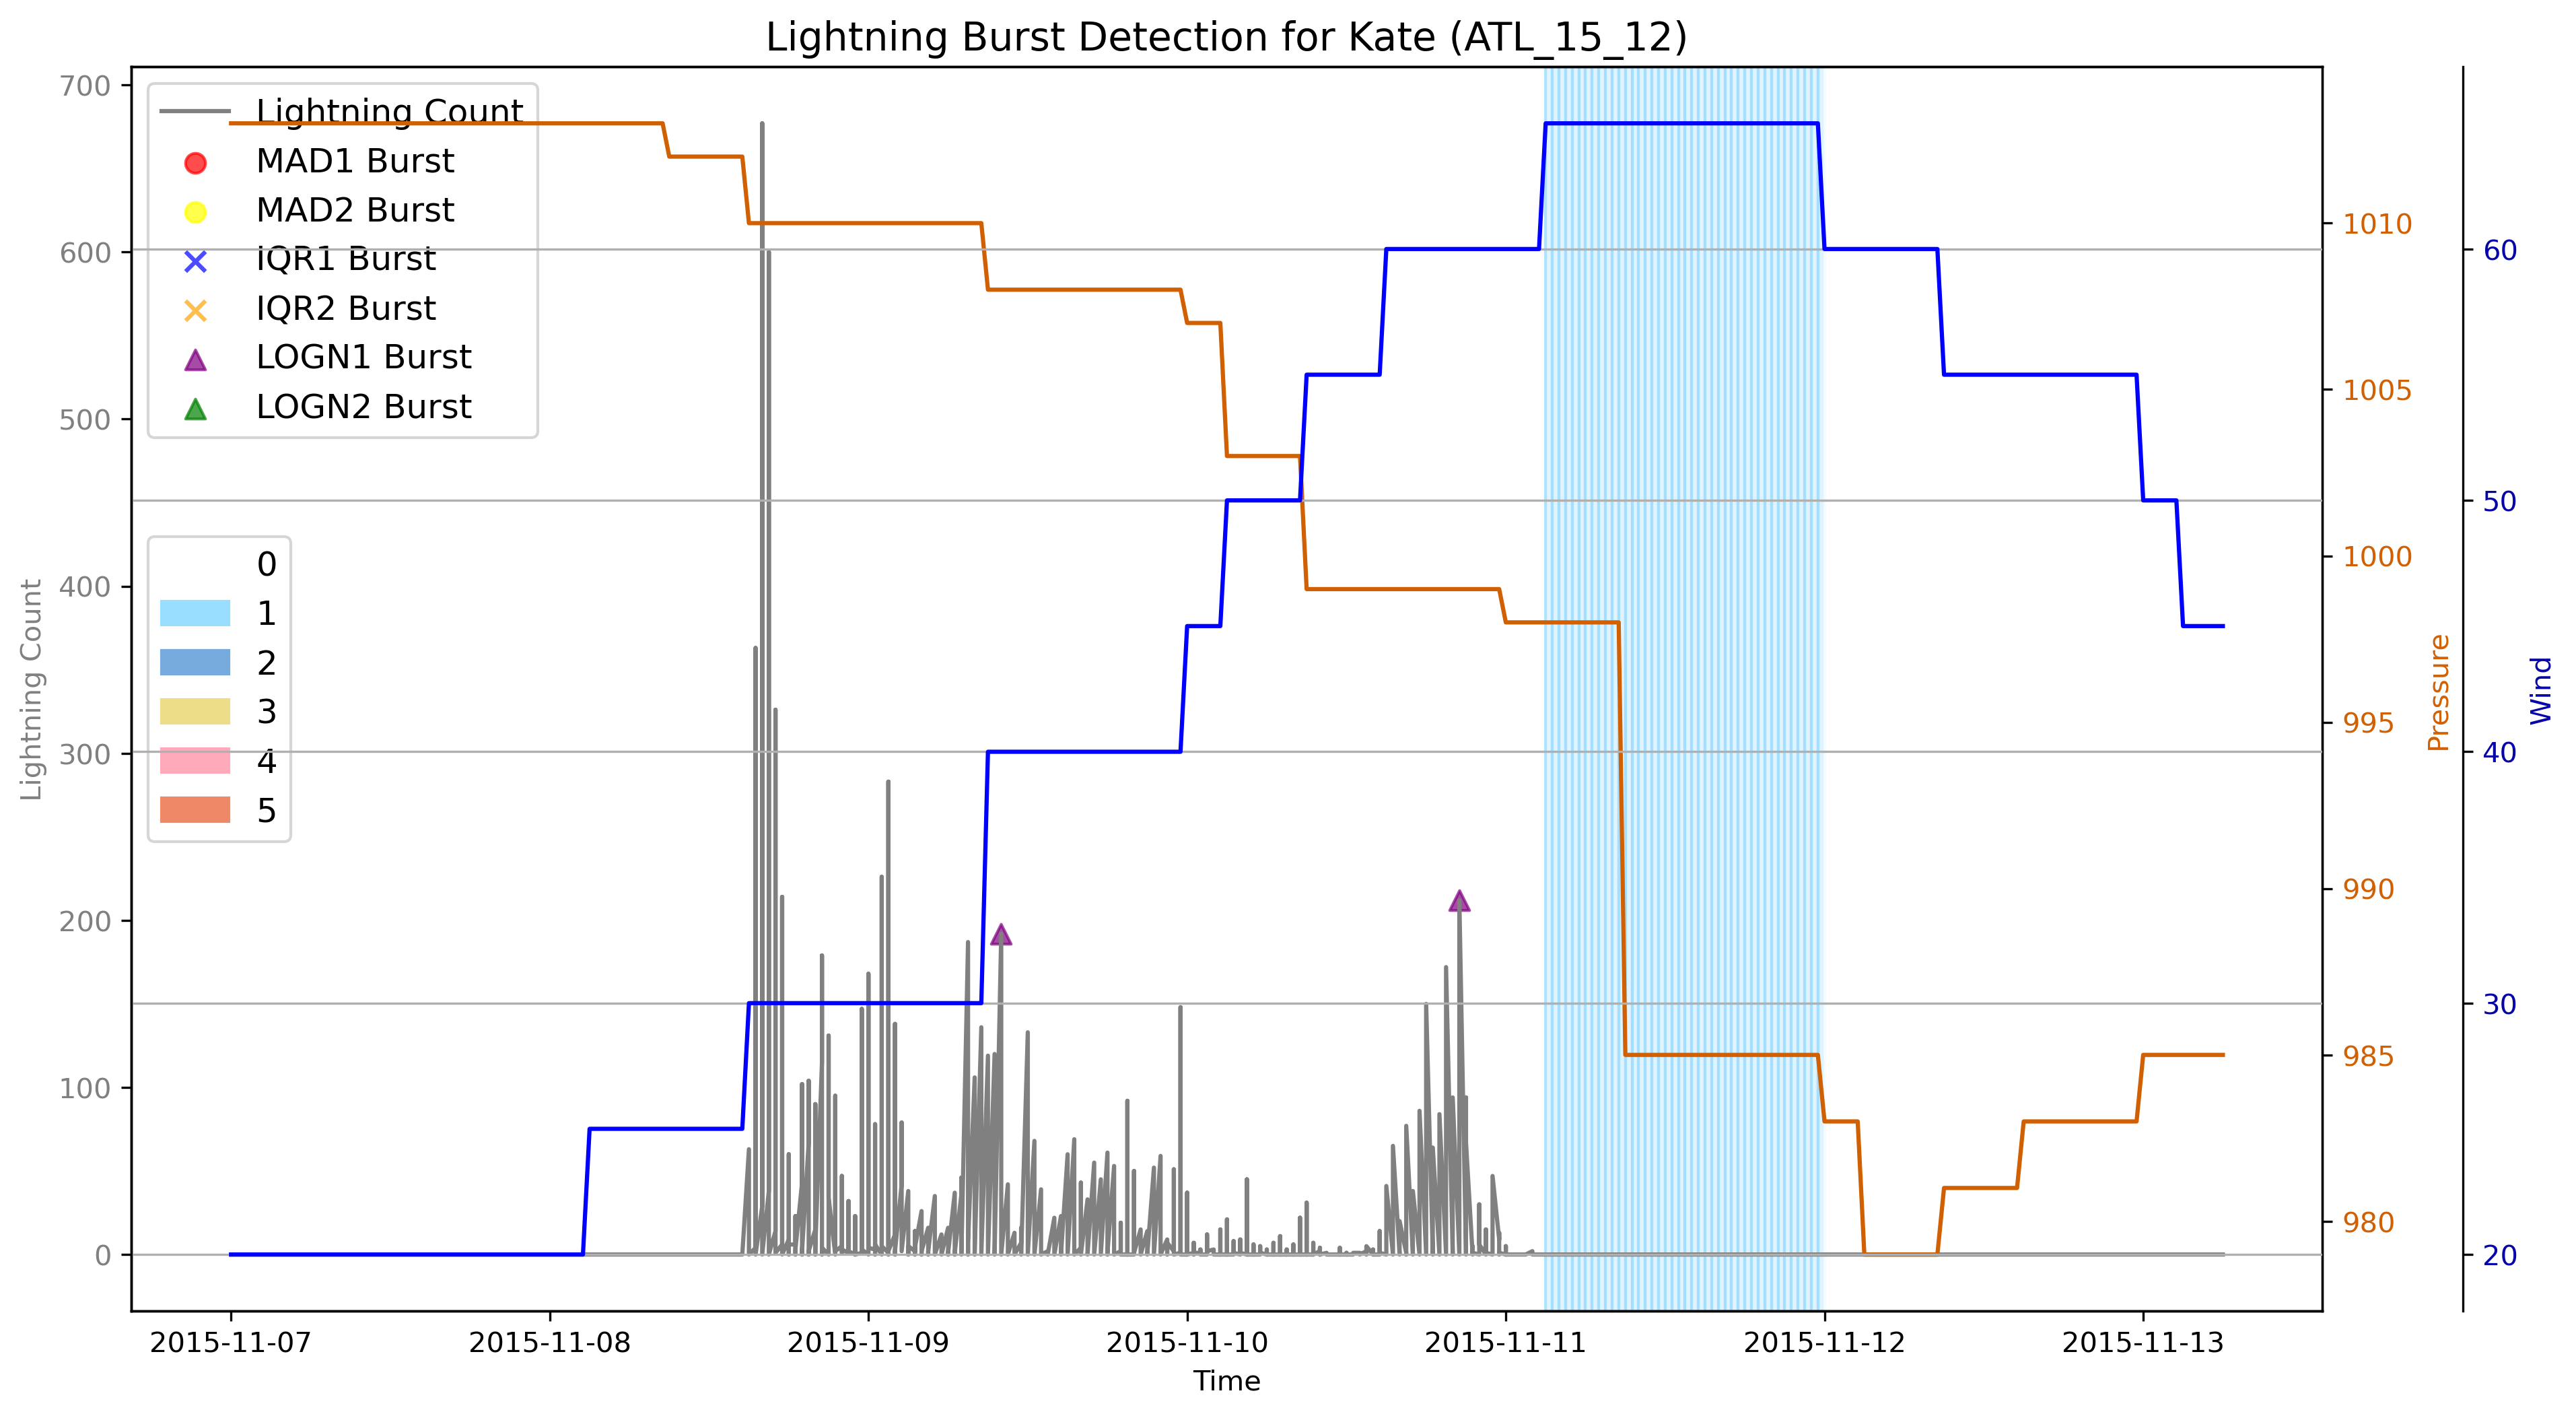 Lightning Burst Detection for Kate (ATL_15_12)
Lightning Count
MAD1 Burst
MAD2 Burst
IQR1 Burst
IQR2 Burst
LOGN1 Burst
LOGN2 Burst
0
1
2
3
4
5
700
600
500
400
300
200
100
0
Lightning Count
1010
1005
1000
995
990
985
980
Pressure
60
50
40
30
20
Wind
2015-11-07
2015-11-08
2015-11-09
2015-11-10
2015-11-11
2015-11-12
2015-11-13
Time